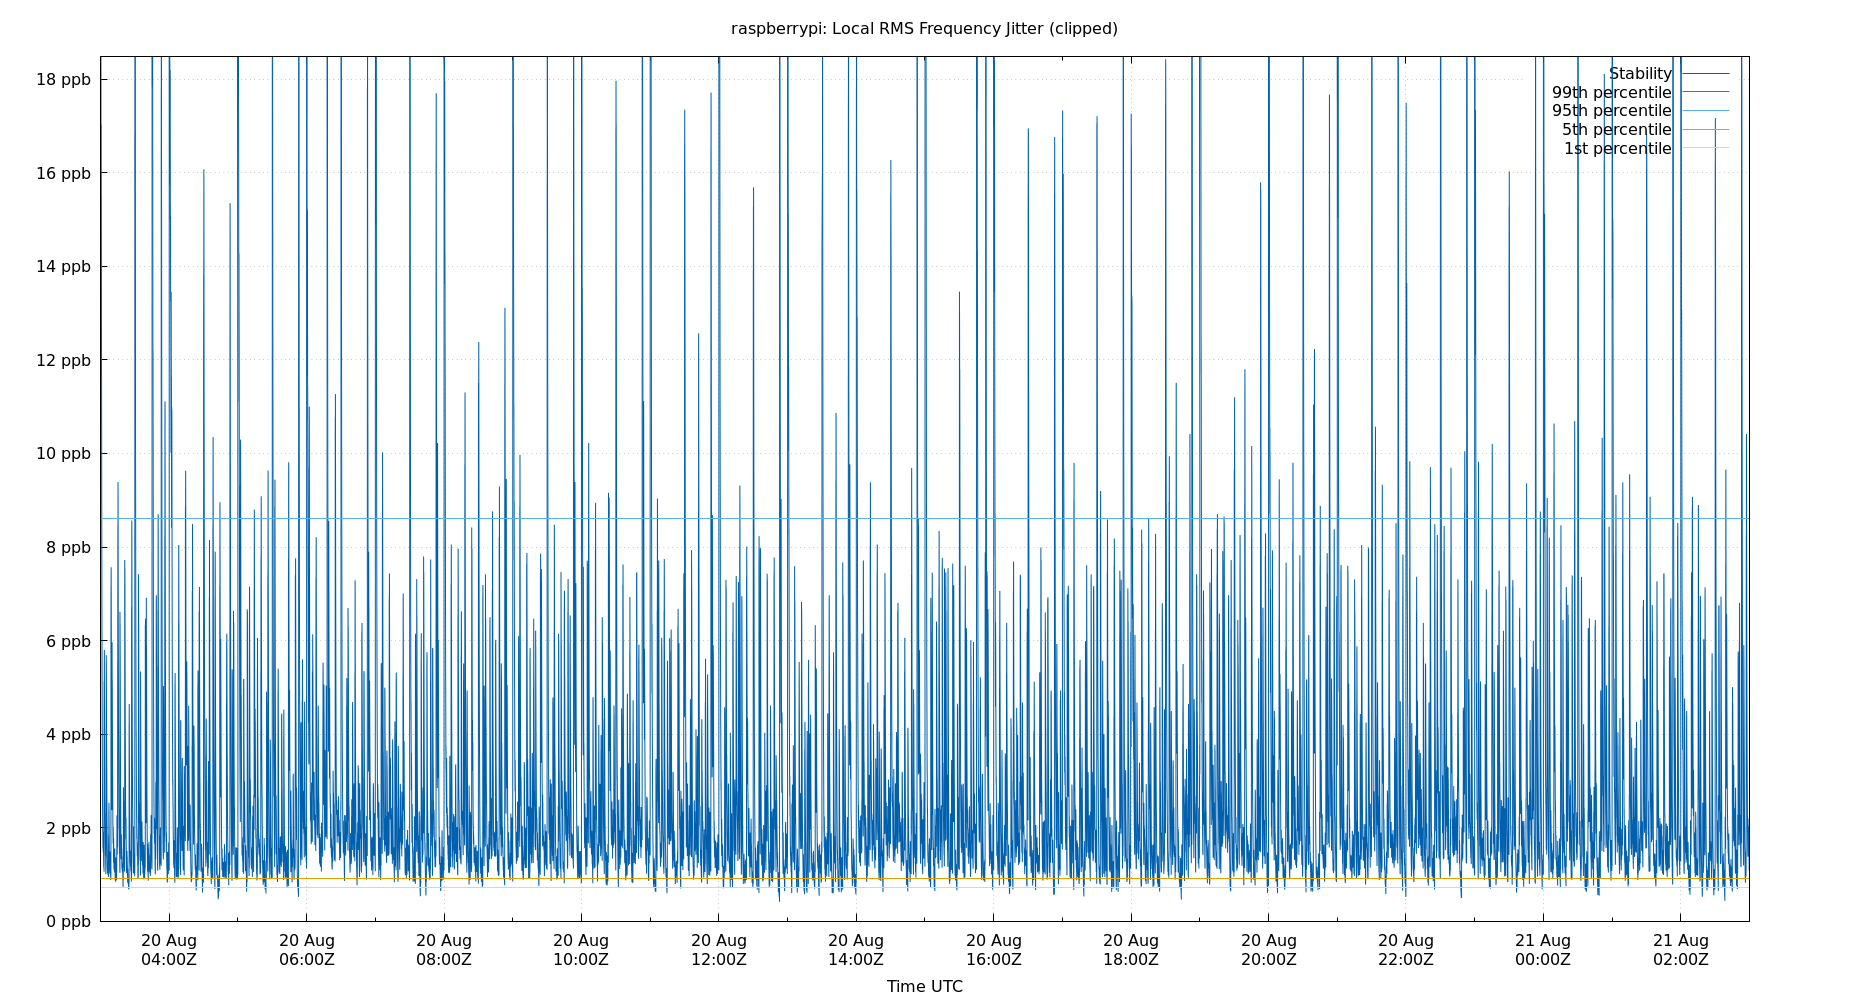 raspberrypi: Local RMS Frequency Jitter (clipped)
18 ppb
16 ppb
14 ppb
12 ppb
10 ppb
8 ppb
6 ppb
4 ppb
2 ppb
0 ppb
Stability
99th percentile
95th percentile
5th percentile
1st percentile
20 Aug 20 Aug 20 Aug 20 Aug 20 Aug 20 Aug 20 Aug 20 Aug 20 Aug 20 Aug 21 Aug 21 Aug
04:00Z 06:00Z 08:00Z 10:00Z 12:00Z 14:00Z 16:00Z 18:00Z 20:00Z 22:00Z 00:00Z 02:00Z
Time UTC